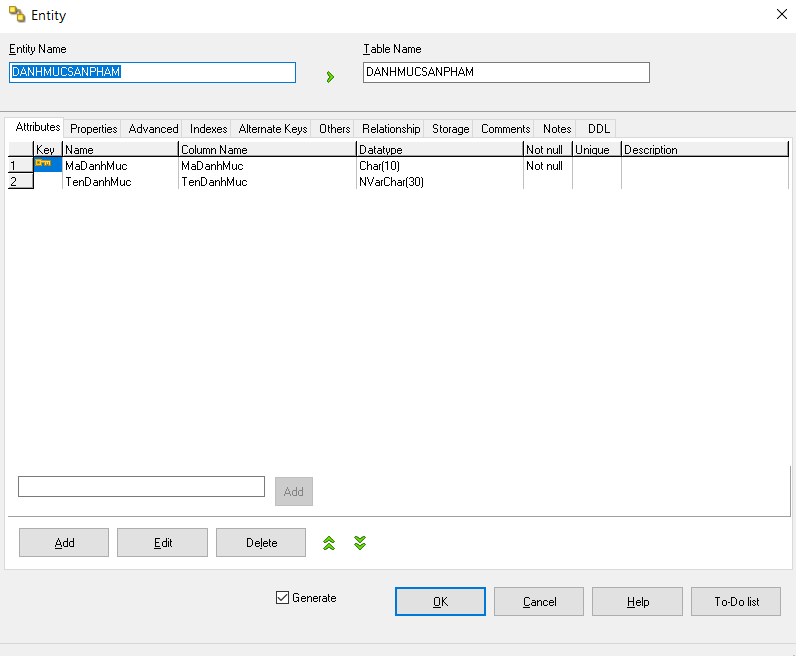 Entity
Entity Name
Table Name
DANHMUCSANPHAM
DANHMUCSANPHAM
Attributes Properties Advanced Indexes Alternate Keys Others Relationship Storage Comments Notes DDL
Key Name Column Name Datatype Not null Unique Description
1 MaDanhMuc MaDanhMuc Char(10) Not null
2 TenDanhMuc TenDanhMuc NVarChar(30)
Add
Add Edit Delete
Generate
OK Cancel Help To-Do list